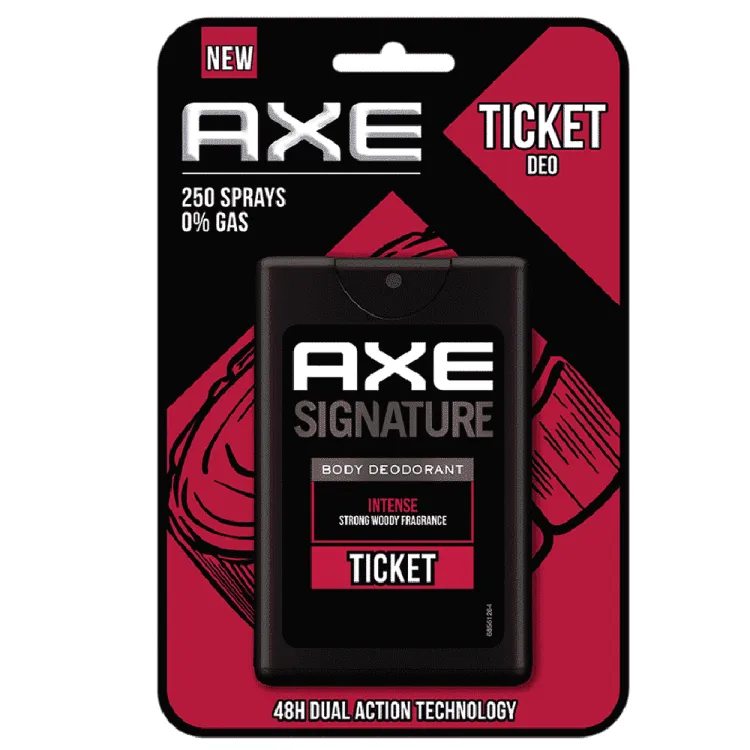 NEW
AXE
250 SPRAYS
0% GAS
TICKET
DEO
AXE
SIGNATURE
BODY DEODORANT
INTENSE
STRONG WOODY FRAGRANCE
TICKET
68561264
48H DUAL ACTION TECHNOLOGY